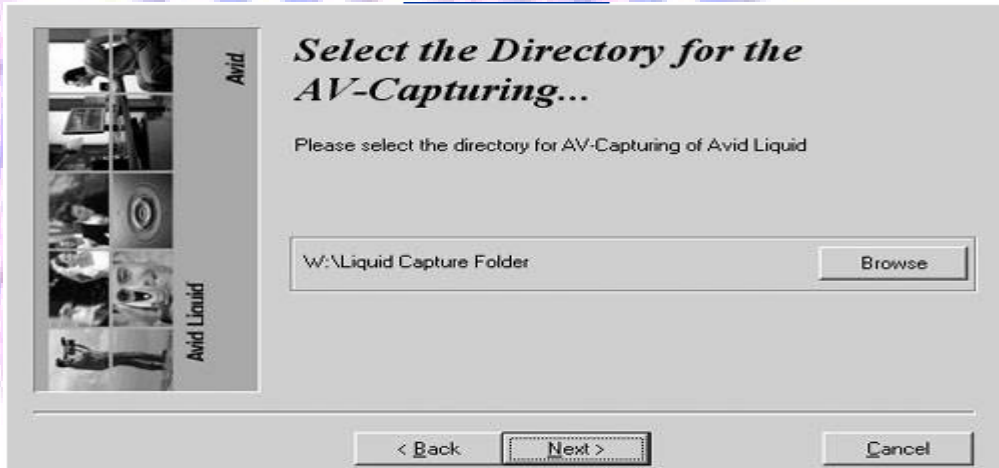 Select the Directory for the
AV-Capturing...
Please select the directory for AV-Capturing of Avid Liquid
W:\Liquid Capture Folder
Browse
Avid
Avid Liquid
< Back
Next >
Cancel